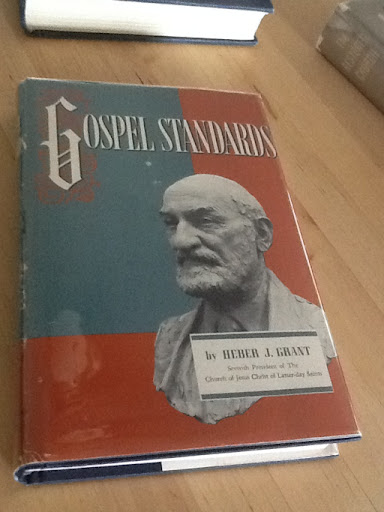 GOSPEL STANDARDS
by HEBER J. GRANT
Seventh President of The
Church of Jesus Christ of Latter-day Saints